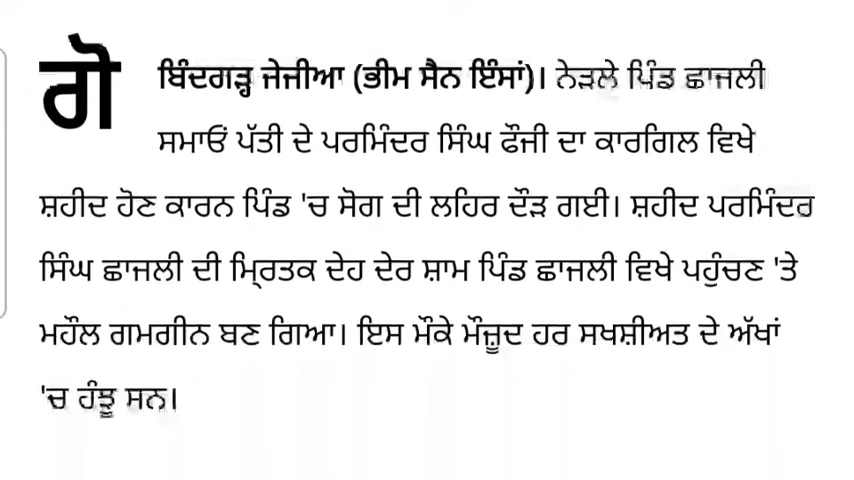 ਗੋਬਿੰਦਗੜ੍ਹ ਜੇਜੀਆ (ਭੀਮ ਸੈਨ ਇੰਸਾਂ)। ਨੇੜਲੇ ਪਿੰਡ ਛਾਜਲੀ
ਸਮਾਓਂ ਪੱਤੀ ਦੇ ਪਰਮਿੰਦਰ ਸਿੰਘ ਫੌਜੀ ਦਾ ਕਾਰਗਿਲ ਵਿਖੇ
ਸ਼ਹੀਦ ਹੋਣ ਕਾਰਨ ਪਿੰਡ 'ਚ ਸੋਗ ਦੀ ਲਹਿਰ ਦੌੜ ਗਈ। ਸ਼ਹੀਦ ਪਰਮਿੰਦਰ
ਸਿੰਘ ਛਾਜਲੀ ਦੀ ਮ੍ਰਿਤਕ ਦੇਹ ਦੇਰ ਸ਼ਾਮ ਪਿੰਡ ਛਾਜਲੀ ਵਿਖੇ ਪਹੁੰਚਣ 'ਤੇ
ਮਹੌਲ ਗਮਗੀਨ ਬਣ ਗਿਆ। ਇਸ ਮੌਕੇ ਮੌਜ਼ੂਦ ਹਰ ਸਖਸ਼ੀਅਤ ਦੇ ਅੱਖਾਂ
'ਚ ਹੰਝੂ ਸਨ।